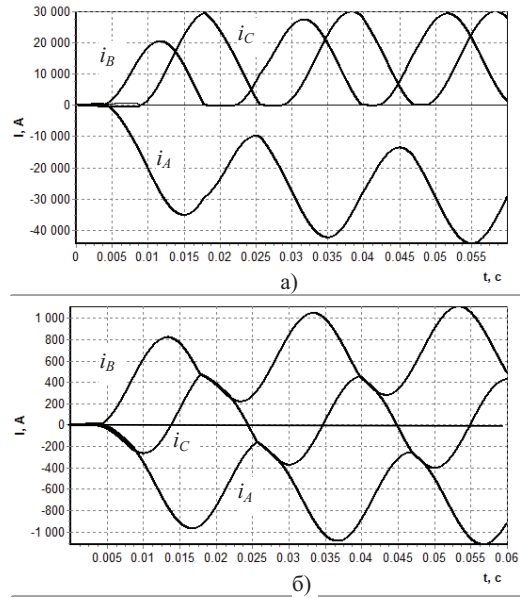 30 000
20 000
10 000
0
-10 000
-20 000
-30 000
-40 000
I, A
i_B
i_C
i_A
0 0.005 0.01 0.015 0.02 0.025 0.03 0.035 0.04 0.045 0.05 0.055
t, c
а)
1 000
800
600
400
200
0
-200
-400
-600
-800
-1 000
I, A
i_B
i_C
i_A
0.005 0.01 0.015 0.02 0.025 0.03 0.035 0.04 0.045 0.05 0.055 0.06
t, c
б)